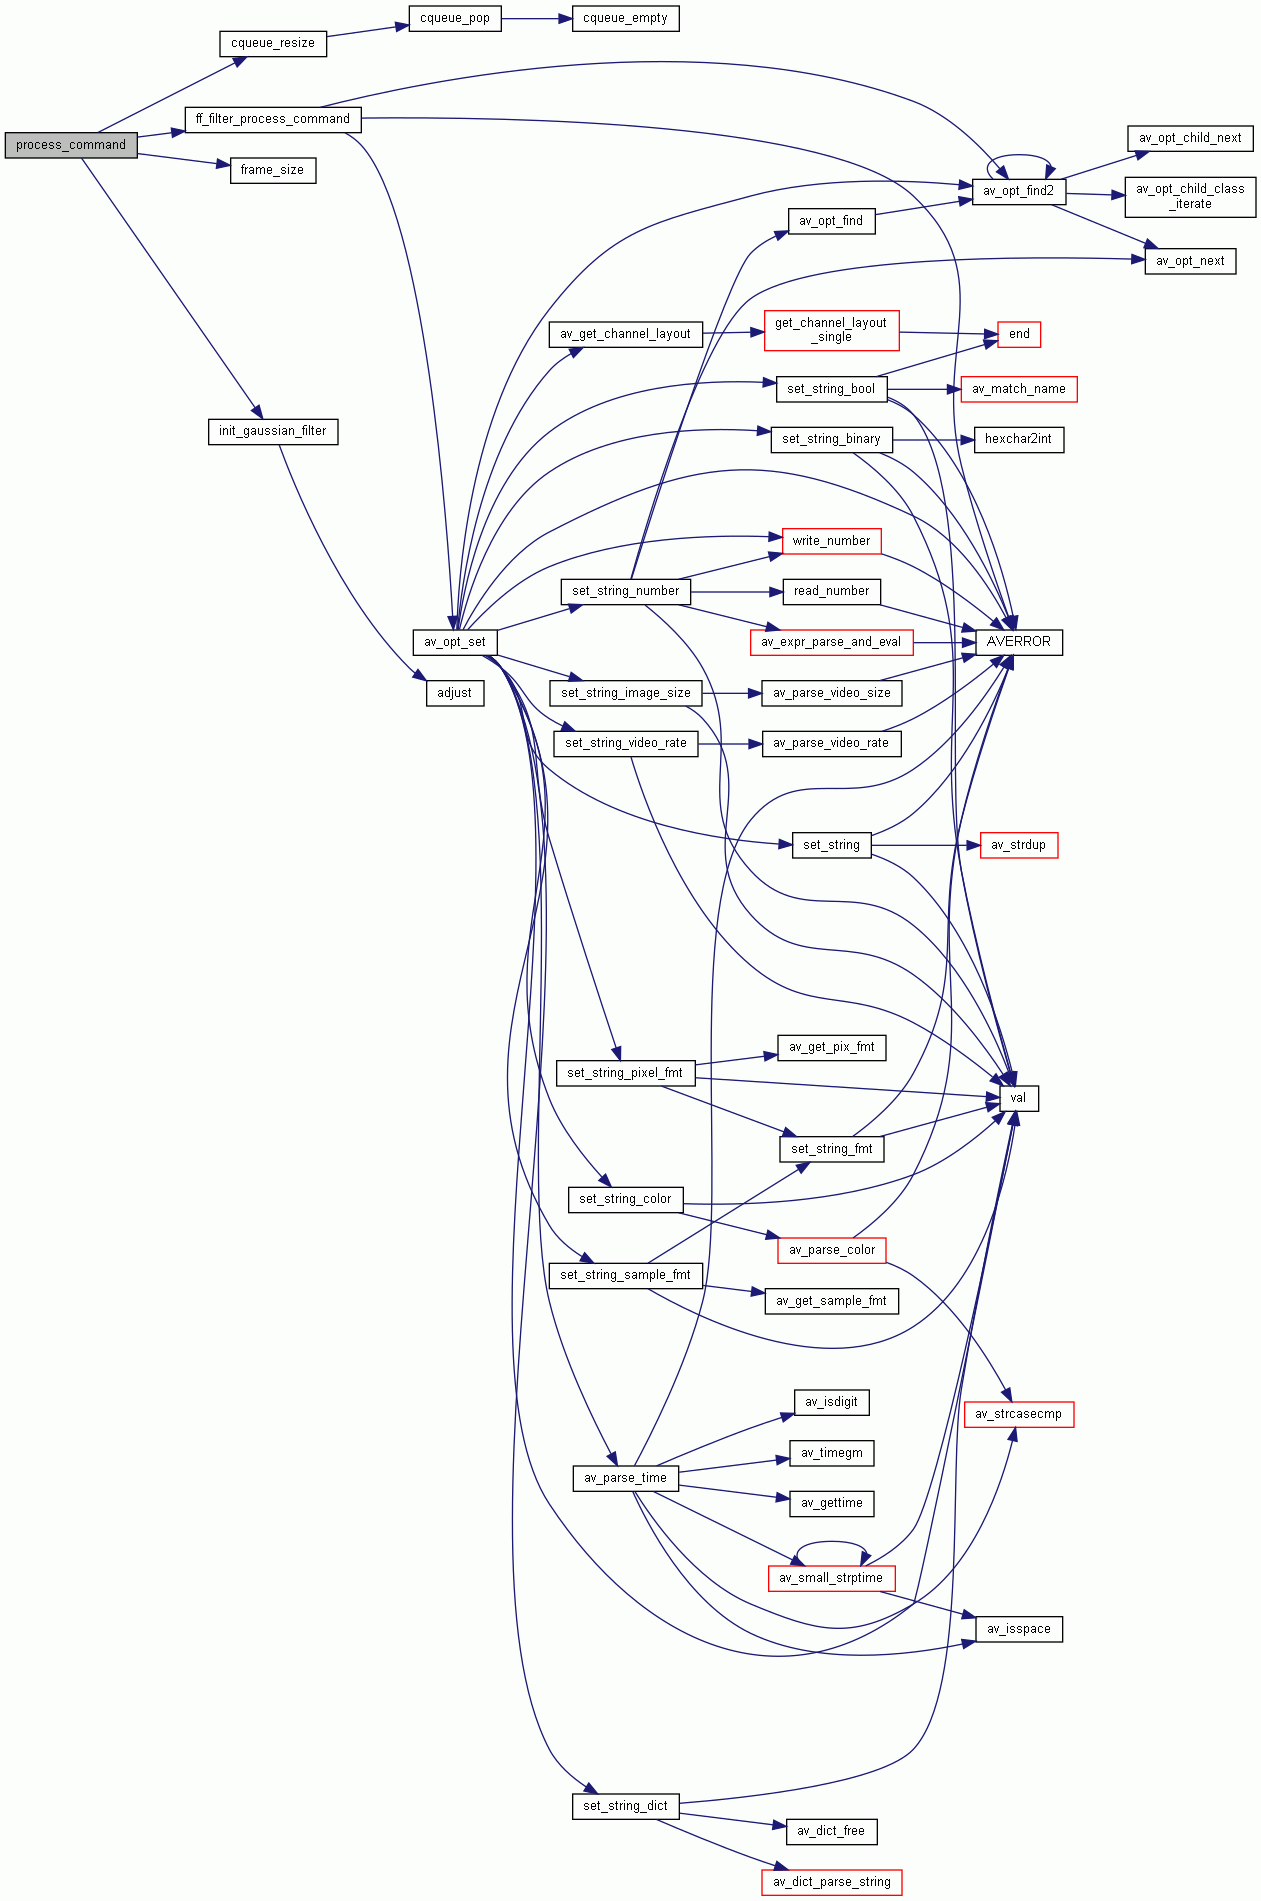 cqueue_pop
cqueue_empty
cqueue_resize
ff_filter_process_command
process_command
av_opt_child_next
frame_size
av_opt_find2
av_opt_child_class
_iterate
av_opt_find
av_opt_next
av_get_channel_layout
get_channel_layout
_single
end
set_string_bool
av_match_name
init_gaussian_filter
set_string_binary
hexchar2int
write_number
set_string_number
read_number
av_opt_set
av_expr_parse_and_eval
AVERROR
adjust
set_string_image_size
av_parse_video_size
set_string_video_rate
av_parse_video_rate
set_string
av_strdup
av_get_pix_fmt
set_string_pixel_fmt
val
set_string_fmt
set_string_color
av_parse_color
set_string_sample_fmt
av_get_sample_fmt
av_isdigit
av_strcasecmp
av_timegm
av_parse_time
av_gettime
av_small_strptime
av_isspace
set_string_dict
av_dict_free
av_dict_parse_string